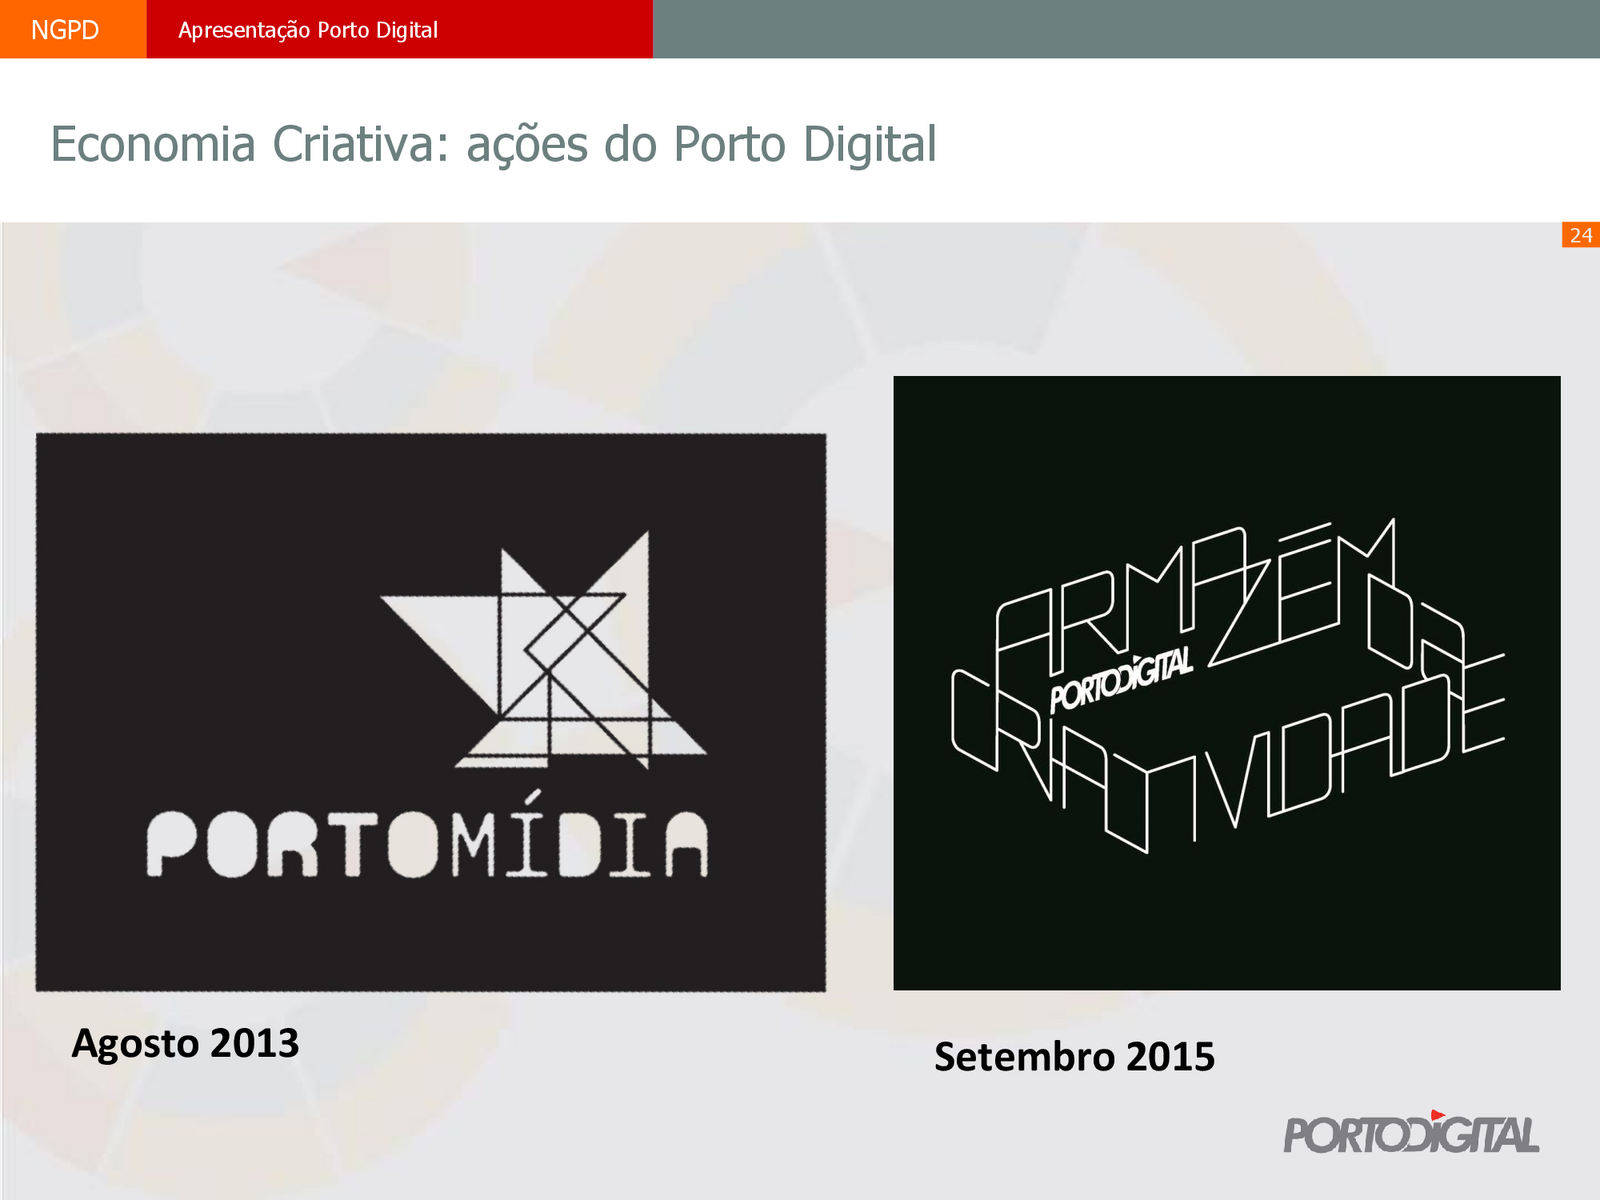 NGPD
Apresentação Porto Digital
Economia Criativa: ações do Porto Digital
24
PORTOMÍDIA
ARMAZÉM DA
PORTODIGITAL
CRIATIVIDADE
Agosto 2013
Setembro 2015
PORTODIGITAL